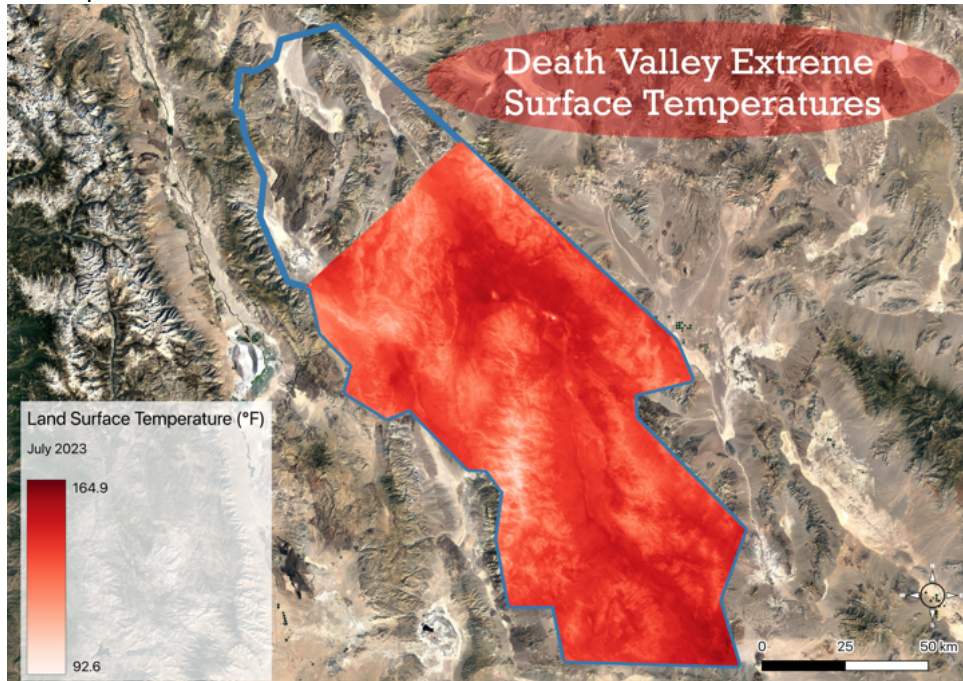 Death Valley Extreme
Surface Temperatures
Land Surface Temperature (°F)
July 2023
164.9
92.6
0 25 50 km